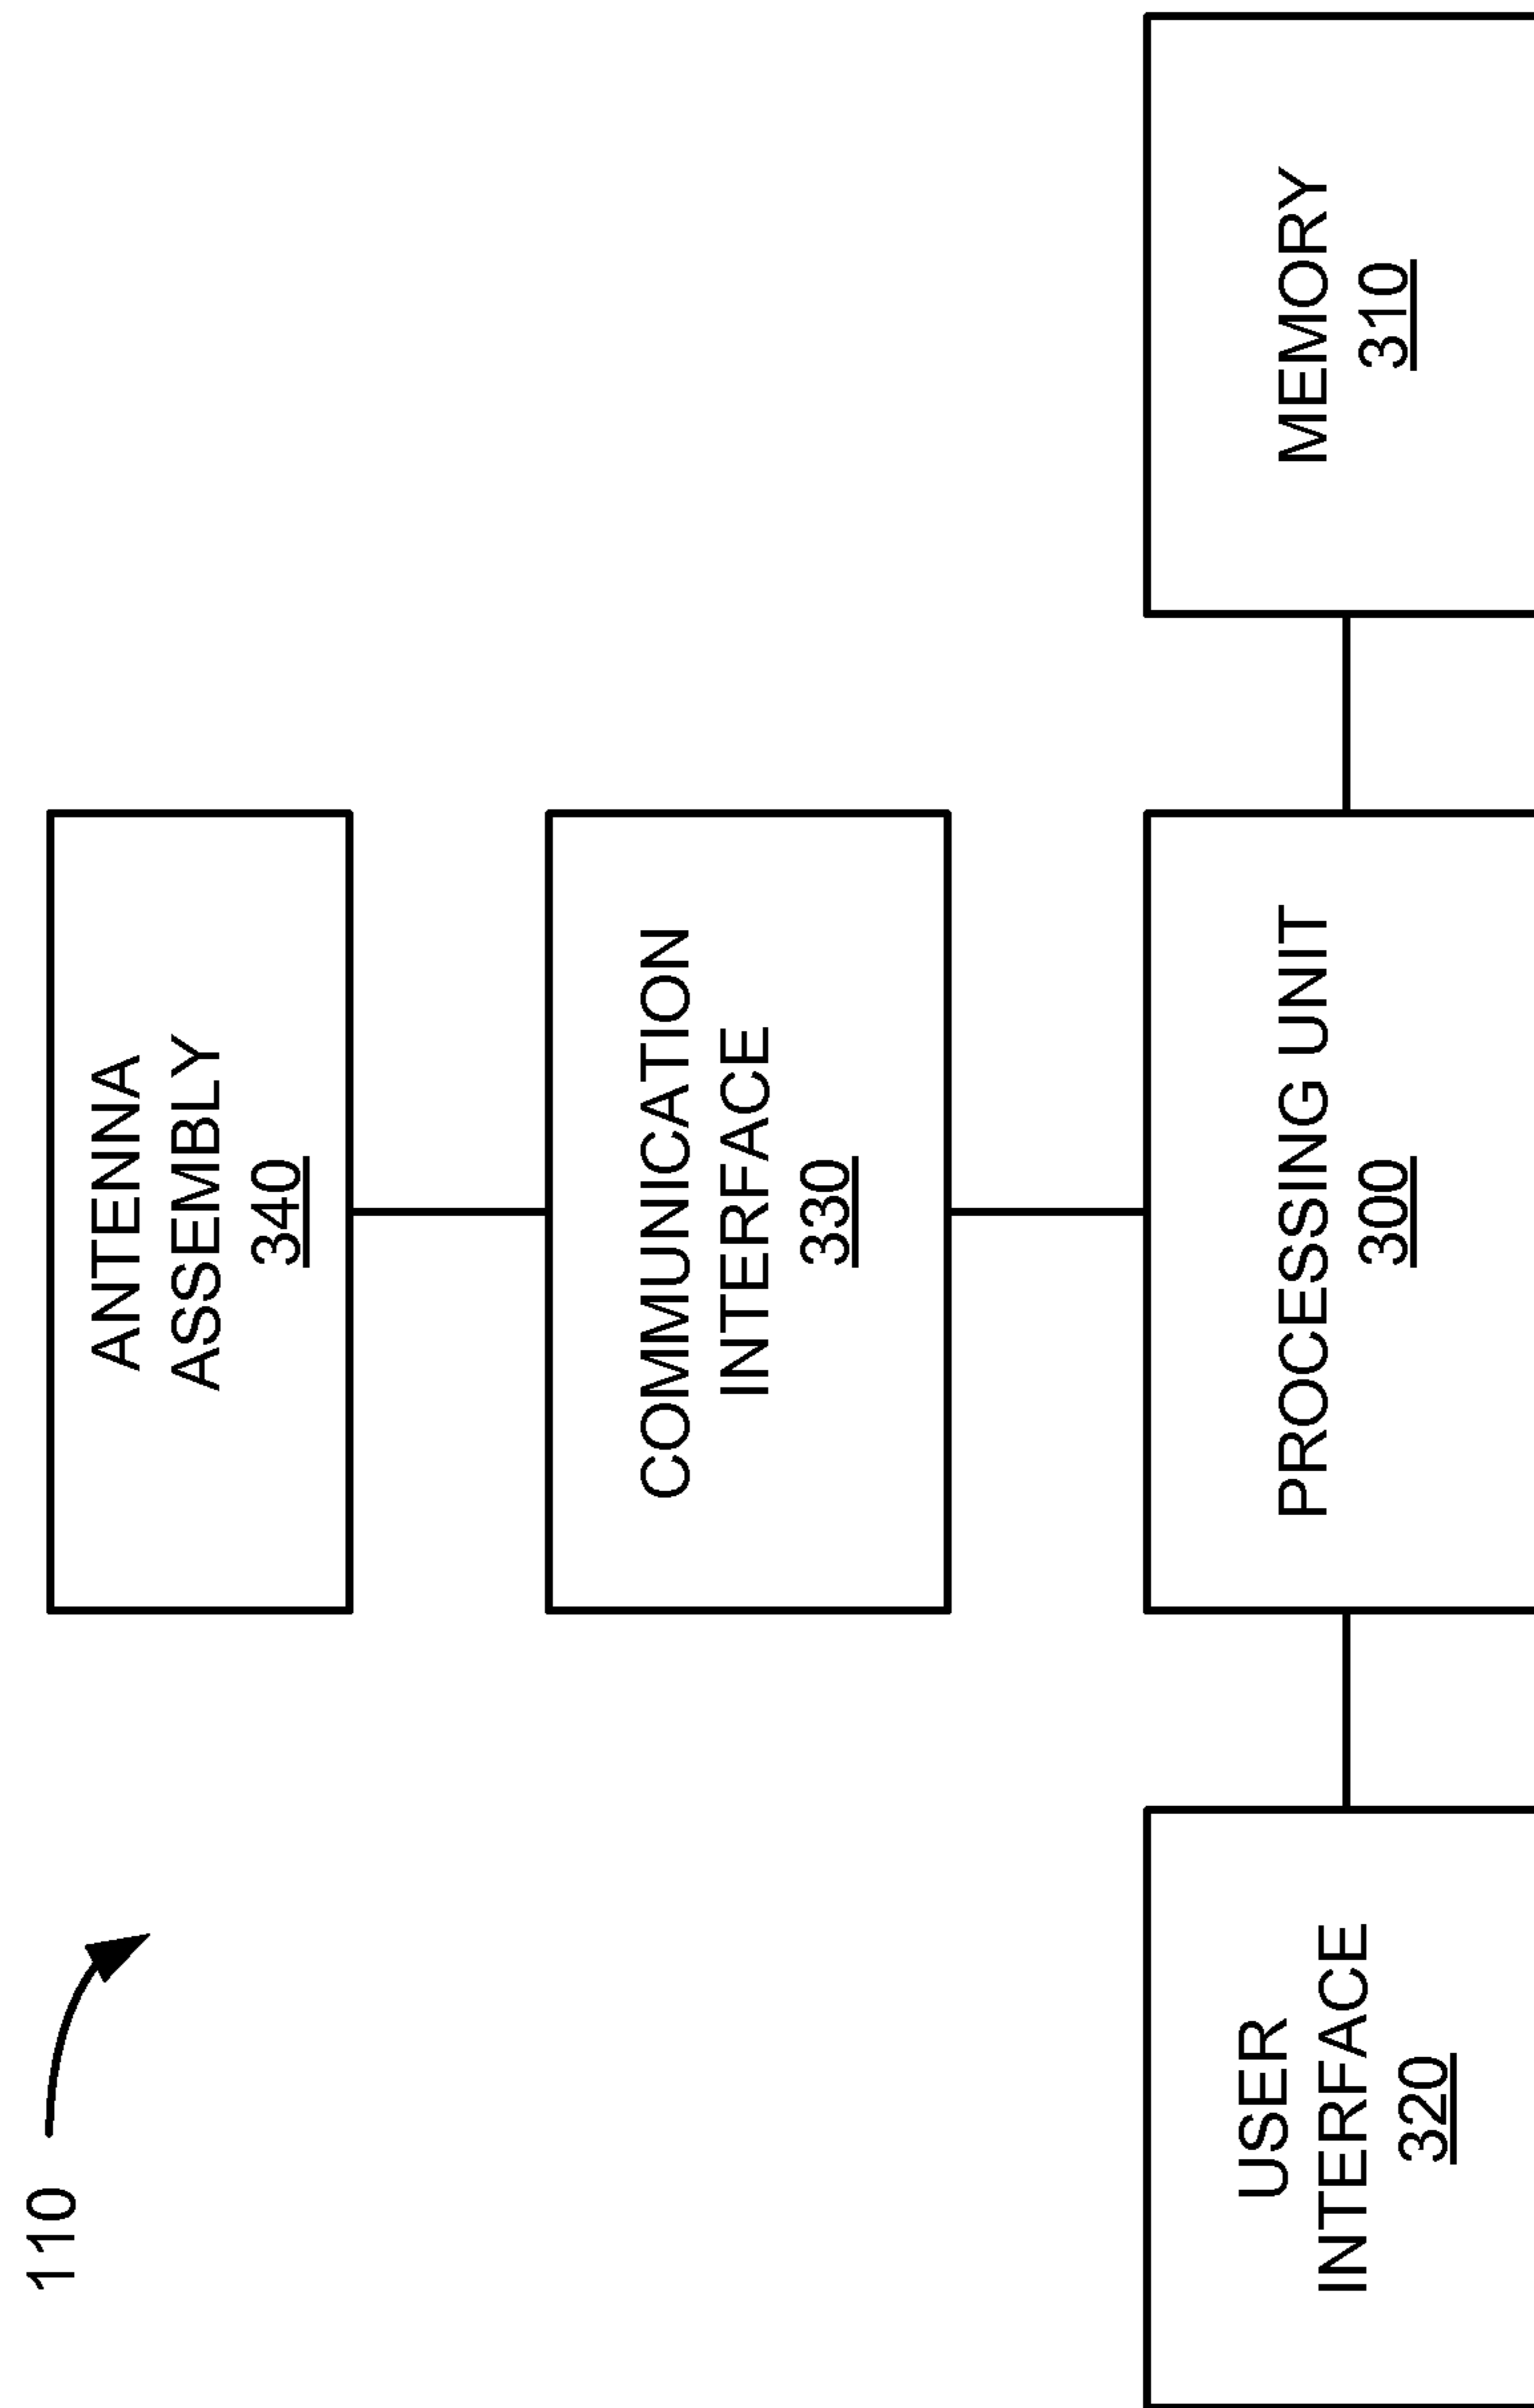 110
ANTENNA
ASSEMBLY
340
COMMUNICATION
INTERFACE
330
USER
INTERFACE
320
PROCESSING UNIT
300
MEMORY
310